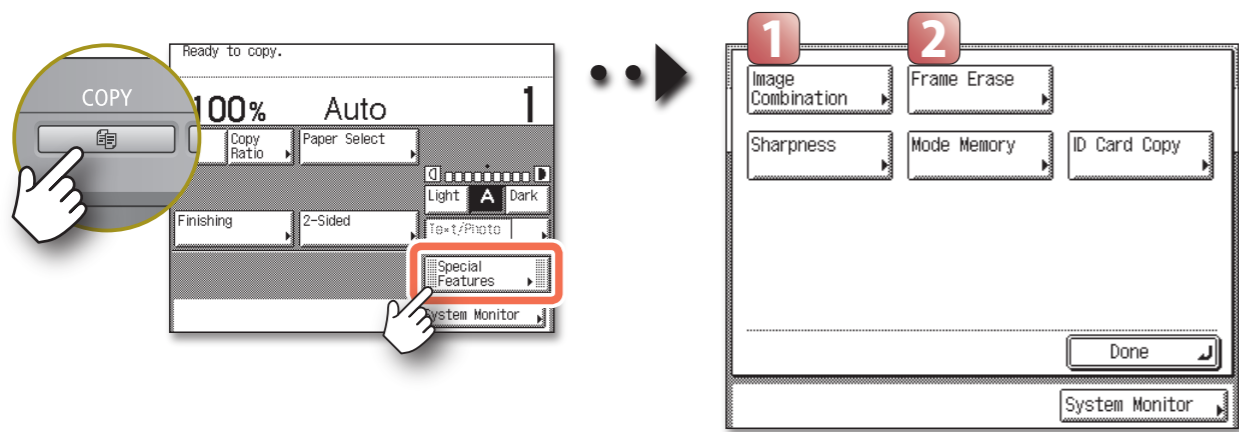 COPY
Ready to copy.
100% Auto 1
Copy
Ratio
Paper Select
Light A Dark
Finishing
2-Sided
Text/Photo
Special
Features
System Monitor
1
2
Image
Combination
Frame Erase
Sharpness
Mode Memory
ID Card Copy
Done
System Monitor